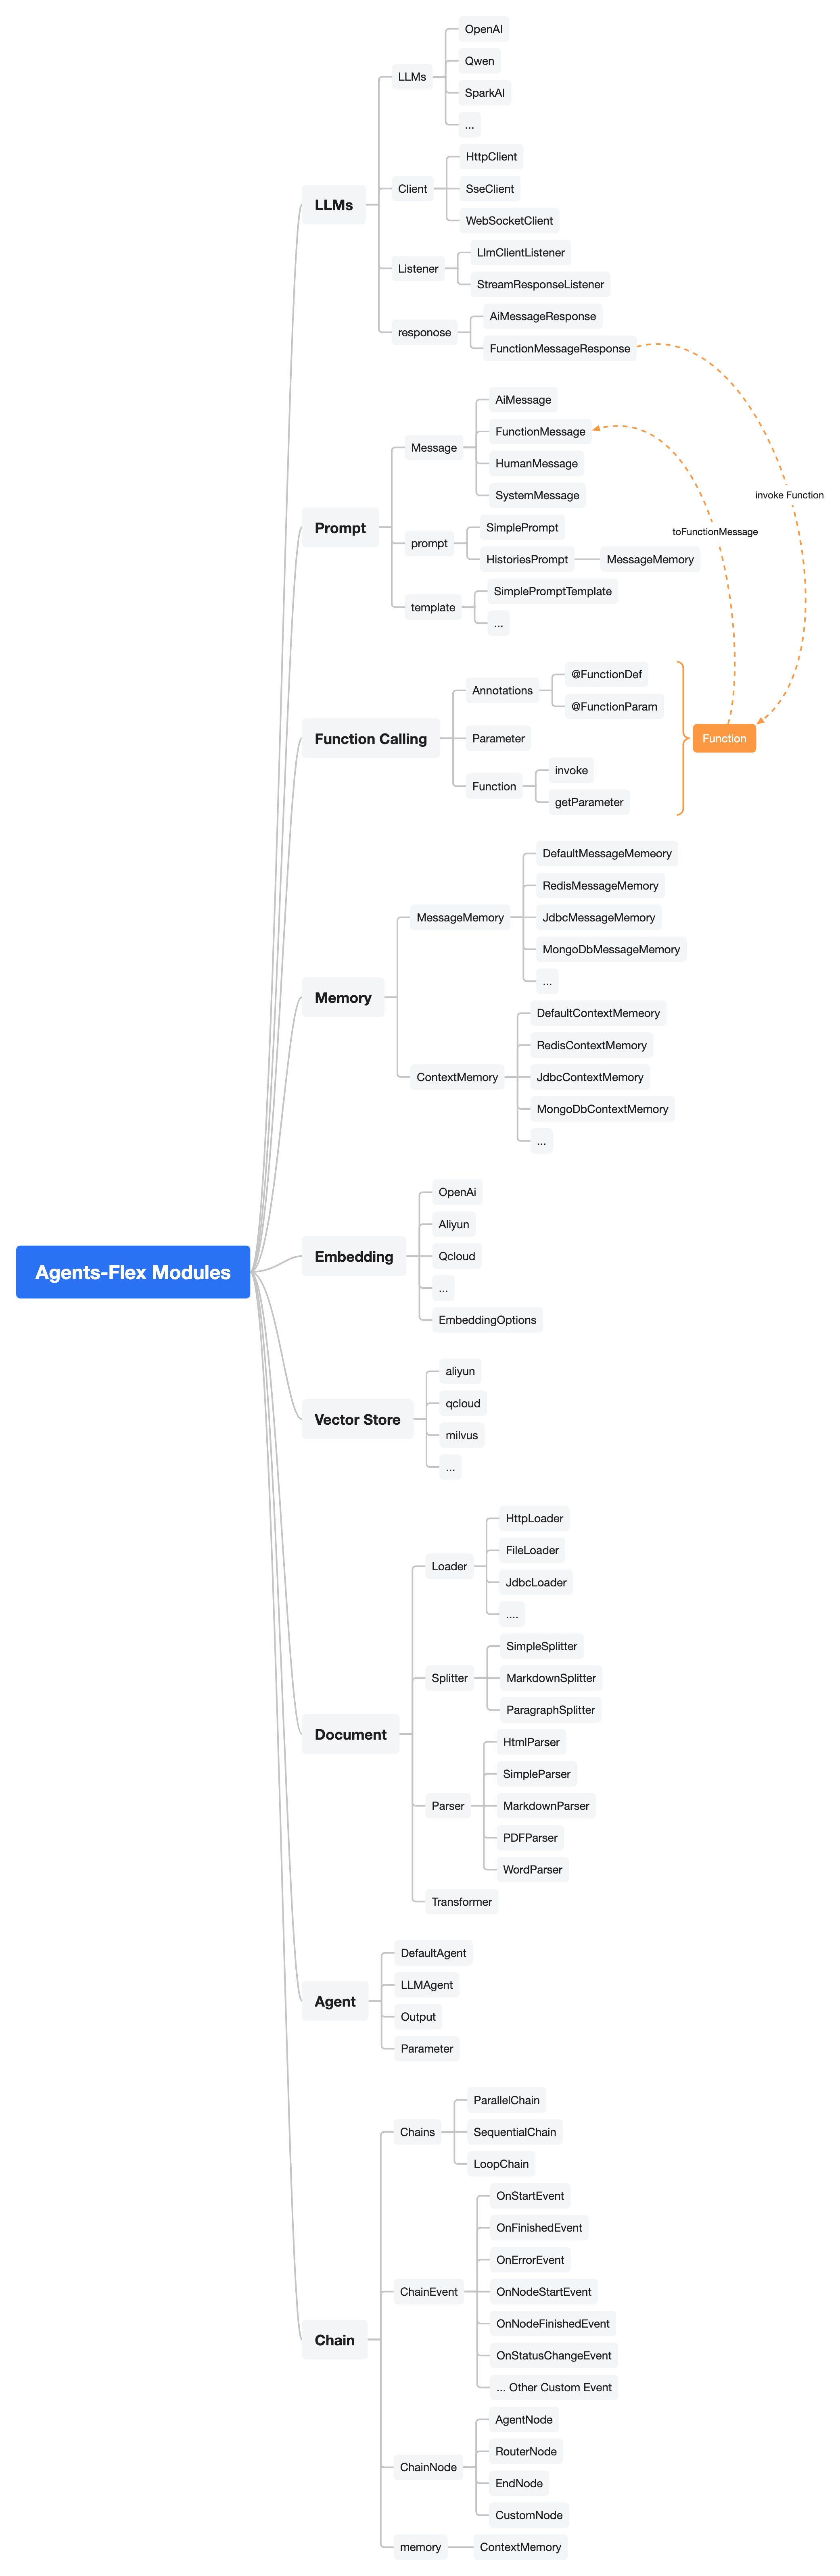 Agents-Flex Modules
LLMs
LLMs
OpenAI
Qwen
SparkAI
...
Client
HttpClient
SseClient
WebSocketClient
Listener
LlmClientListener
StreamResponseListener
responose
AiMessageResponse
FunctionMessageResponse
Prompt
Message
AiMessage
FunctionMessage
HumanMessage
SystemMessage
prompt
SimplePrompt
HistoriesPrompt
MessageMemory
template
SimplePromptTemplate
...
invoke Function
toFunctionMessage
Function Calling
Annotations
@FunctionDef
@FunctionParam
Parameter
Function
invoke
getParameter
Function
Memory
MessageMemory
DefaultMessageMemeory
RedisMessageMemory
JdbcMessageMemory
MongoDbMessageMemory
...
ContextMemory
DefaultContextMemeory
RedisContextMemory
JdbcContextMemory
MongoDbContextMemory
...
Embedding
OpenAi
Aliyun
Qcloud
...
EmbeddingOptions
Vector Store
aliyun
qcloud
milvus
...
Document
Loader
HttpLoader
FileLoader
JdbcLoader
....
Splitter
SimpleSplitter
MarkdownSplitter
ParagraphSplitter
Parser
HtmlParser
SimpleParser
MarkdownParser
PDFParser
WordParser
Transformer
Agent
DefaultAgent
LLMAgent
Output
Parameter
Chain
Chains
ParallelChain
SequentialChain
LoopChain
ChainEvent
OnStartEvent
OnFinishedEvent
OnErrorEvent
OnNodeStartEvent
OnNodeFinishedEvent
OnStatusChangeEvent
... Other Custom Event
ChainNode
AgentNode
RouterNode
EndNode
CustomNode
memory
ContextMemory